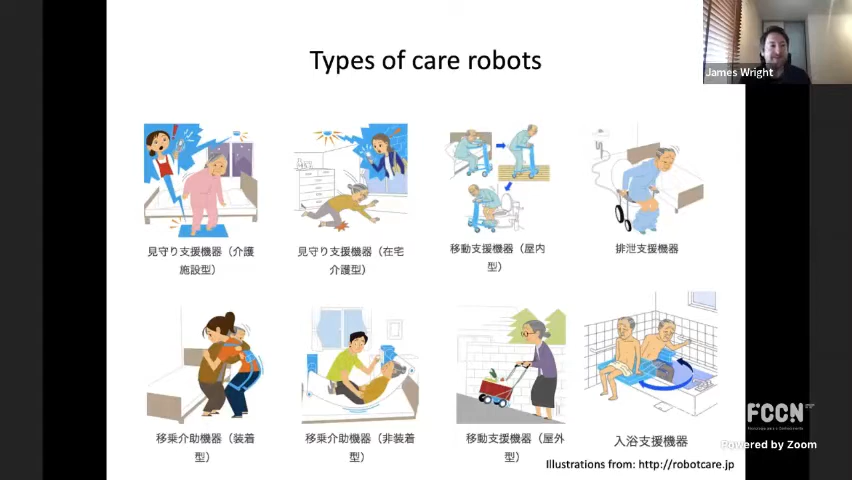 Types of care robots
James Wright
見守り支援機器（介護
施設型）
見守り支援機器（在宅
介護型）
移動支援機器（屋内
型）
排泄支援機器
移乗介助機器（装着
型）
移乗介助機器（非装着
型）
移動支援機器（屋外
型）
入浴支援機器
FCCN
Powered by Zoom
Illustrations from: http://robotcare.jp